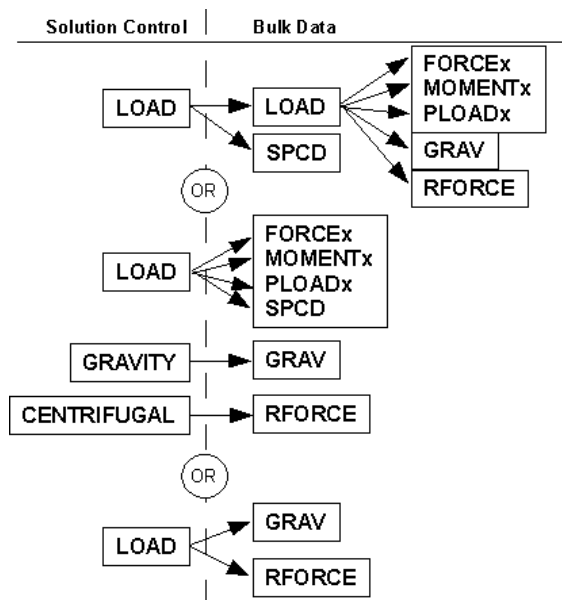 Solution Control Bulk Data
FORCEx
MOMENTx
LOAD LOAD PLOADx
SPCD GRAV
OR RFORCE
FORCEx
MOMENTx
LOAD PLOADx
SPCD
GRAVITY GRAV
CENTRIFUGAL RFORCE
OR
GRAV
LOAD
RFORCE